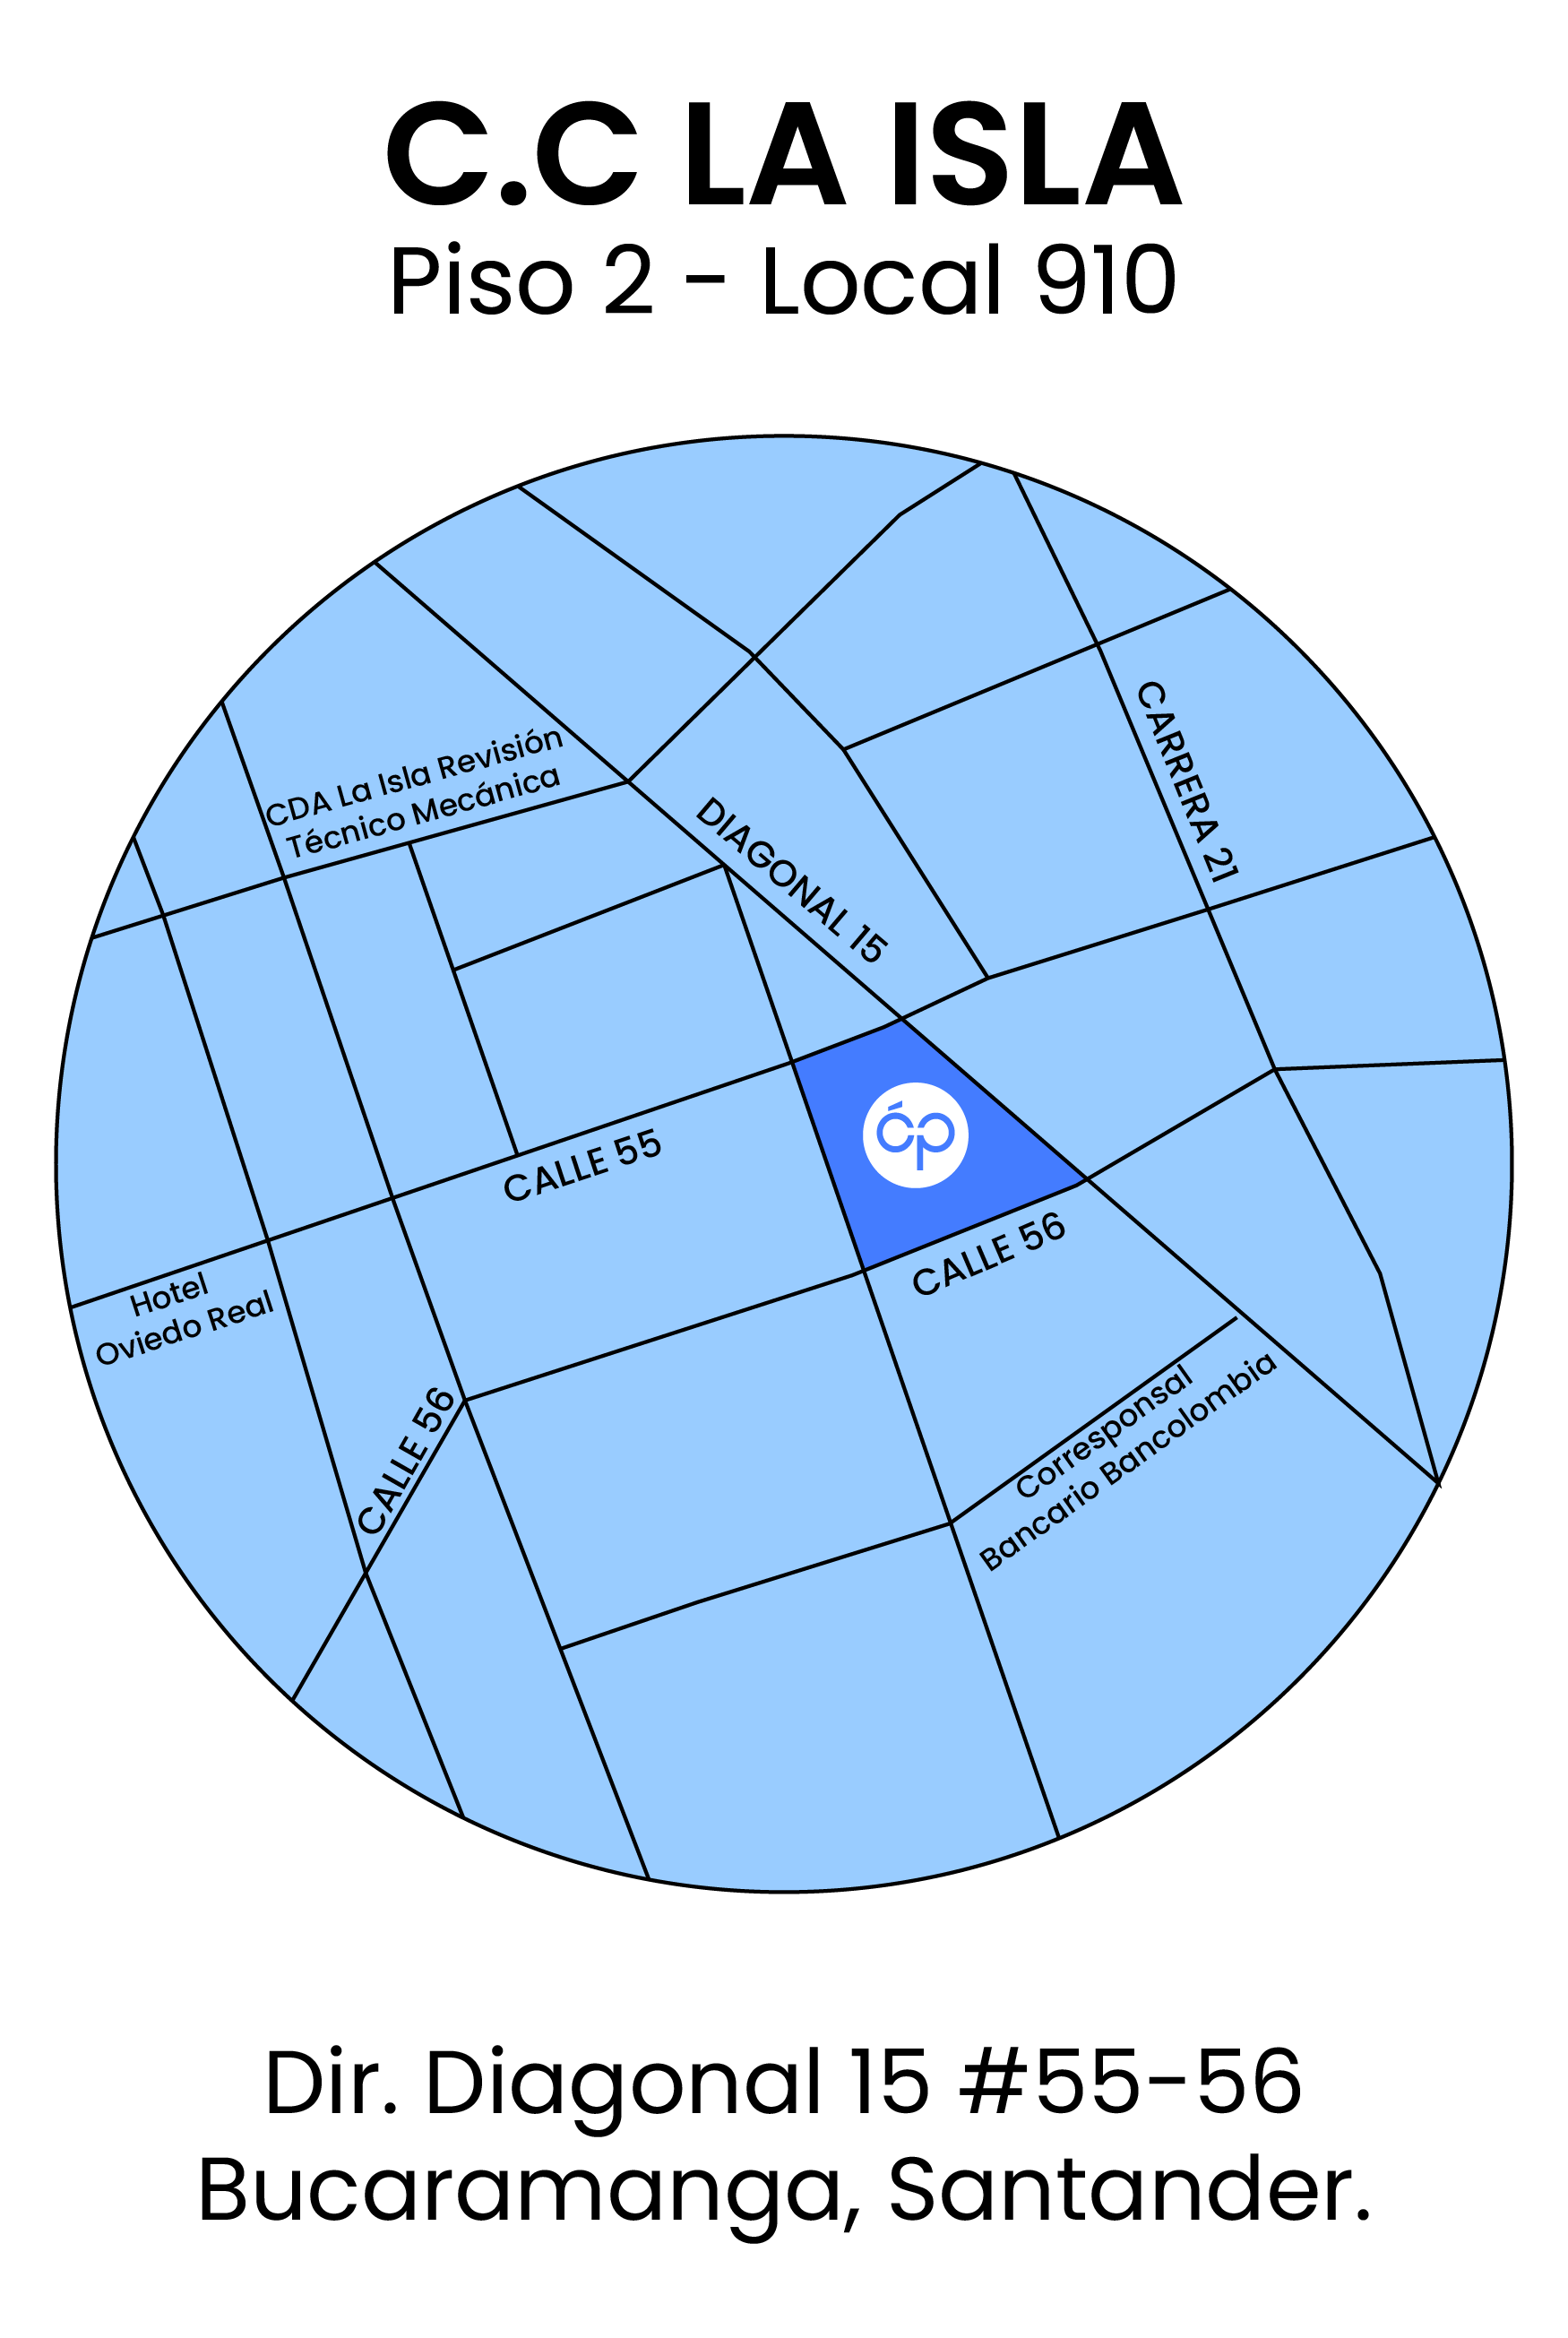 C.C LA ISLA
Piso 2 - Local 910
CARRERA 21
CDA La Isla Revisión
Técnico Mecánica
DIAGONAL 15
óp
CALLE 55
CALLE 56
Hotel
Oviedo Real
CALLE 56
Corresponsal
Bancario Bancolombia
Dir. Diagonal 15 #55-56
Bucaramanga, Santander.